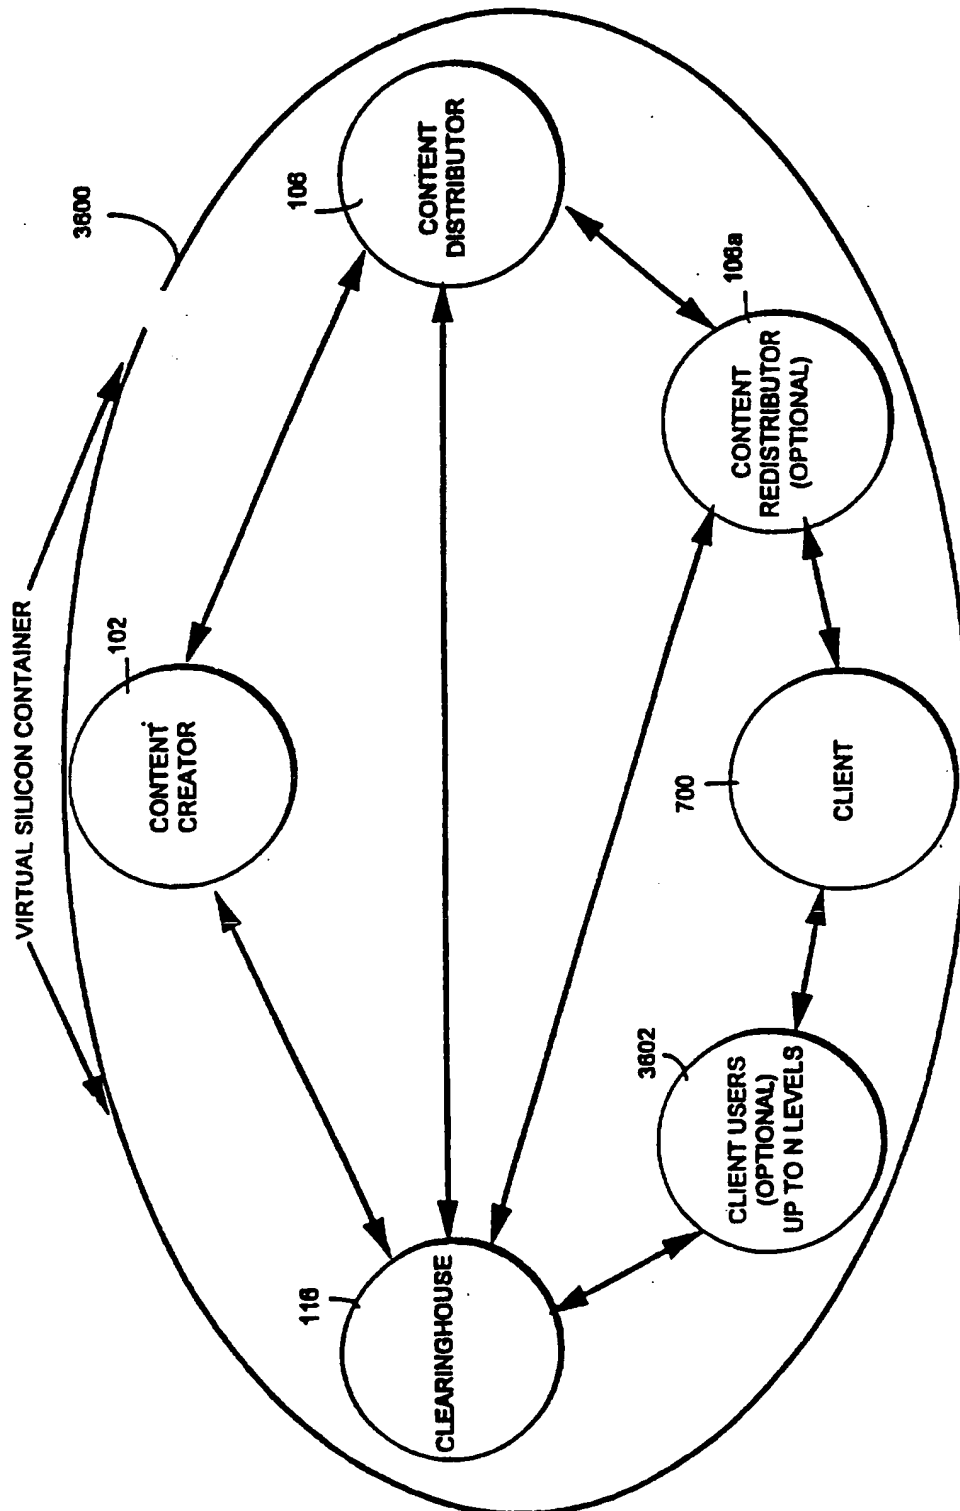 VIRTUAL SILICON CONTAINER
3600
102
CONTENT
CREATOR
106
CONTENT
DISTRIBUTOR
116
CLEARINGHOUSE
106a
CONTENT
REDISTRIBUTOR
(OPTIONAL)
3602
CLIENT USERS
(OPTIONAL)
UP TO N LEVELS
700
CLIENT